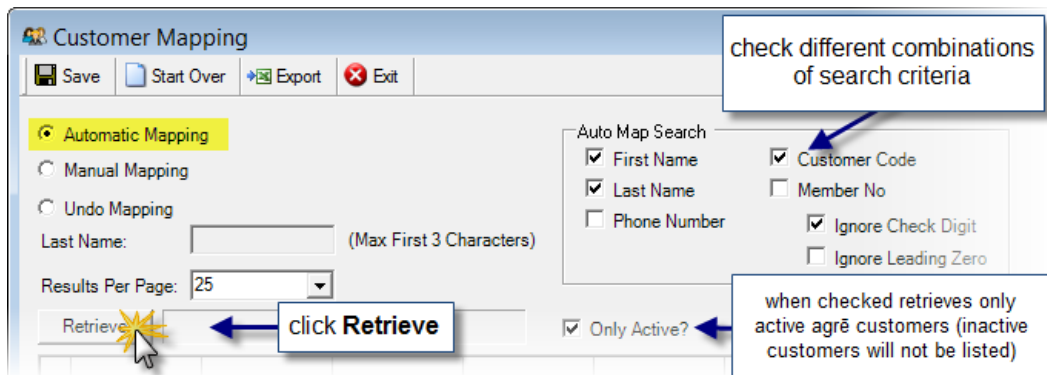 Customer Mapping
Save Start Over Export Exit
check different combinations
of search criteria
Automatic Mapping
Manual Mapping
Undo Mapping
Last Name: (Max First 3 Characters)
Results Per Page: 25
Auto Map Search
First Name Customer Code
Last Name Member No
Phone Number Ignore Check Digit
Ignore Leading Zero
Retrieve
click Retrieve
Only Active?
when checked retrieves only
active agrē customers (inactive
customers will not be listed)